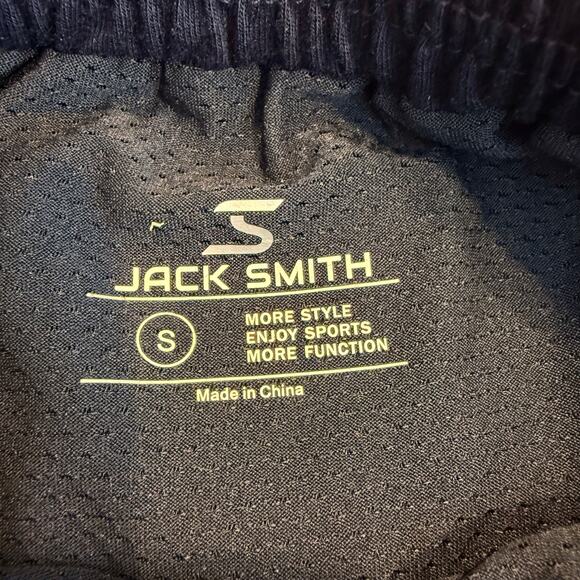 JACK SMITH
S
MORE STYLE
ENJOY SPORTS
MORE FUNCTION
Made in China